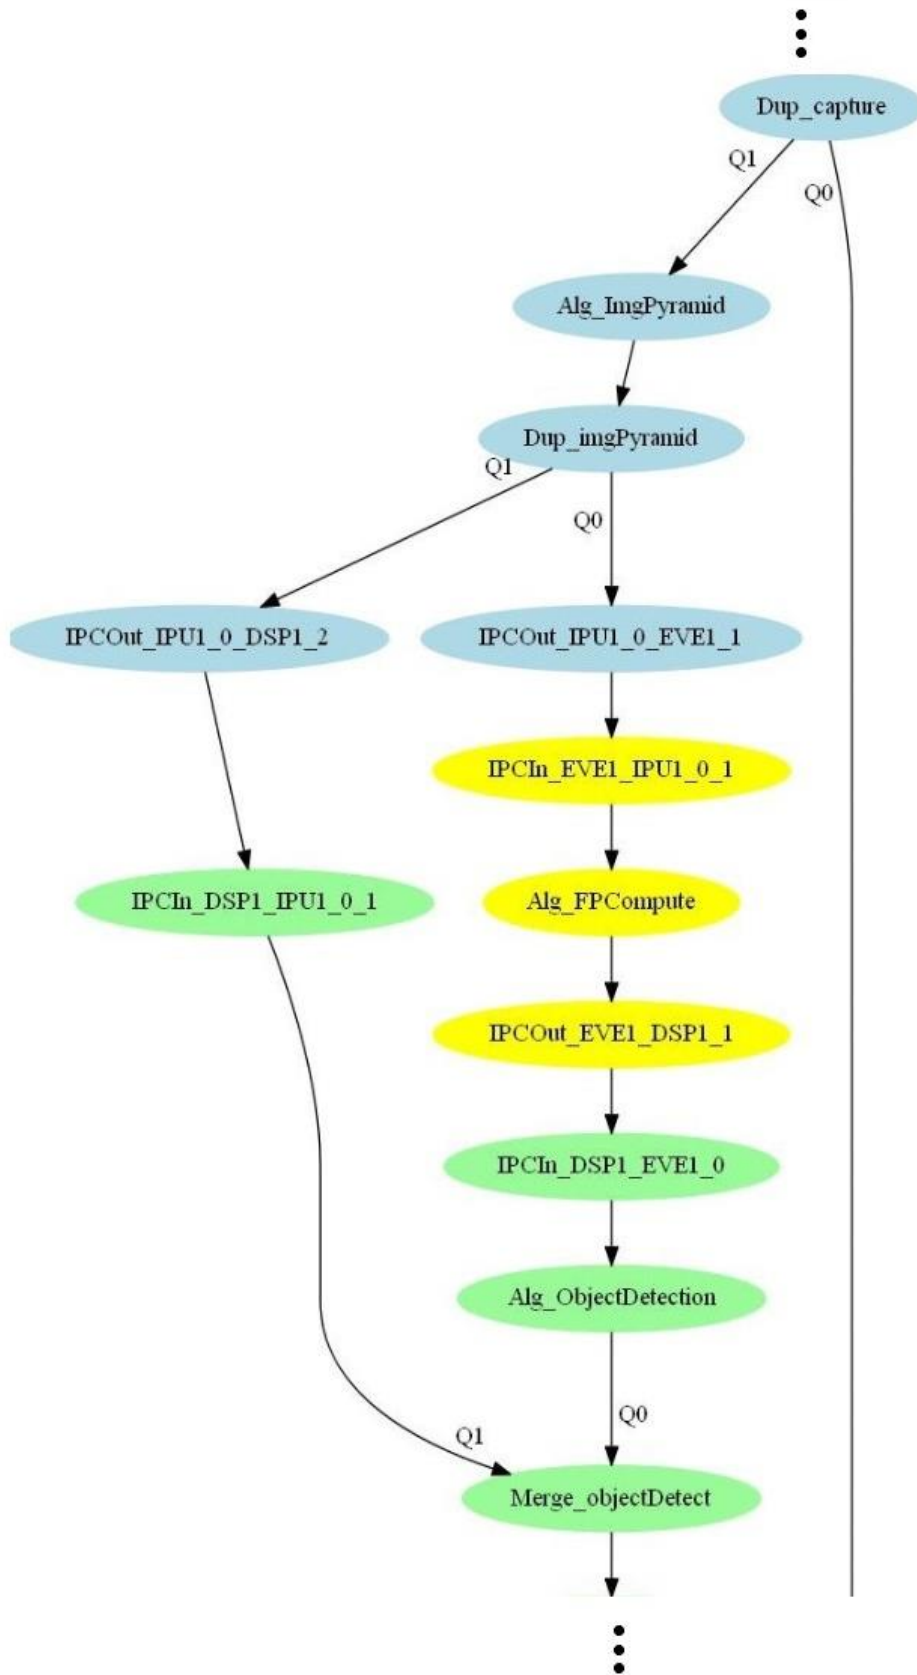 Dup_capture
Q1
Q0
Alg_ImgPyramid
Dup_imgPyramid
Q1
Q0
IPCOut_IPU1_0_DSP1_2
IPCOut_IPU1_0_EVE1_1
IPCIn_EVE1_IPU1_0_1
IPCIn_DSP1_IPU1_0_1
Alg_FPCompute
IPCOut_EVE1_DSP1_1
IPCIn_DSP1_EVE1_0
Alg_ObjectDetection
Q1
Q0
Merge_objectDetect